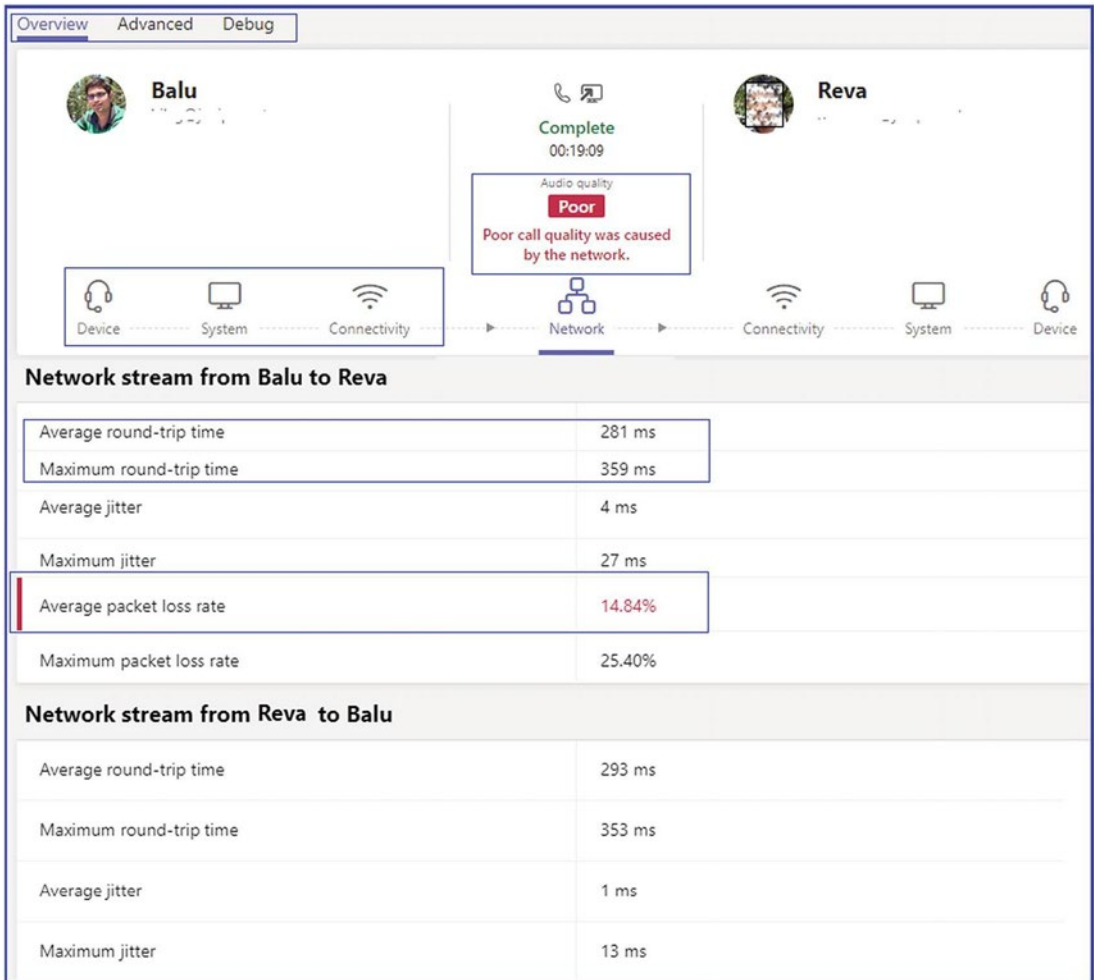 Overview Advanced Debug
Balu
Reva
Complete
00:19:09
Audio quality
Poor
Poor call quality was caused
by the network.
Device System Connectivity Network Connectivity System Device
Network stream from Balu to Reva
Average round-trip time 281 ms
Maximum round-trip time 359 ms
Average jitter 4 ms
Maximum jitter 27 ms
Average packet loss rate 14.84%
Maximum packet loss rate 25.40%
Network stream from Reva to Balu
Average round-trip time 293 ms
Maximum round-trip time 353 ms
Average jitter 1 ms
Maximum jitter 13 ms